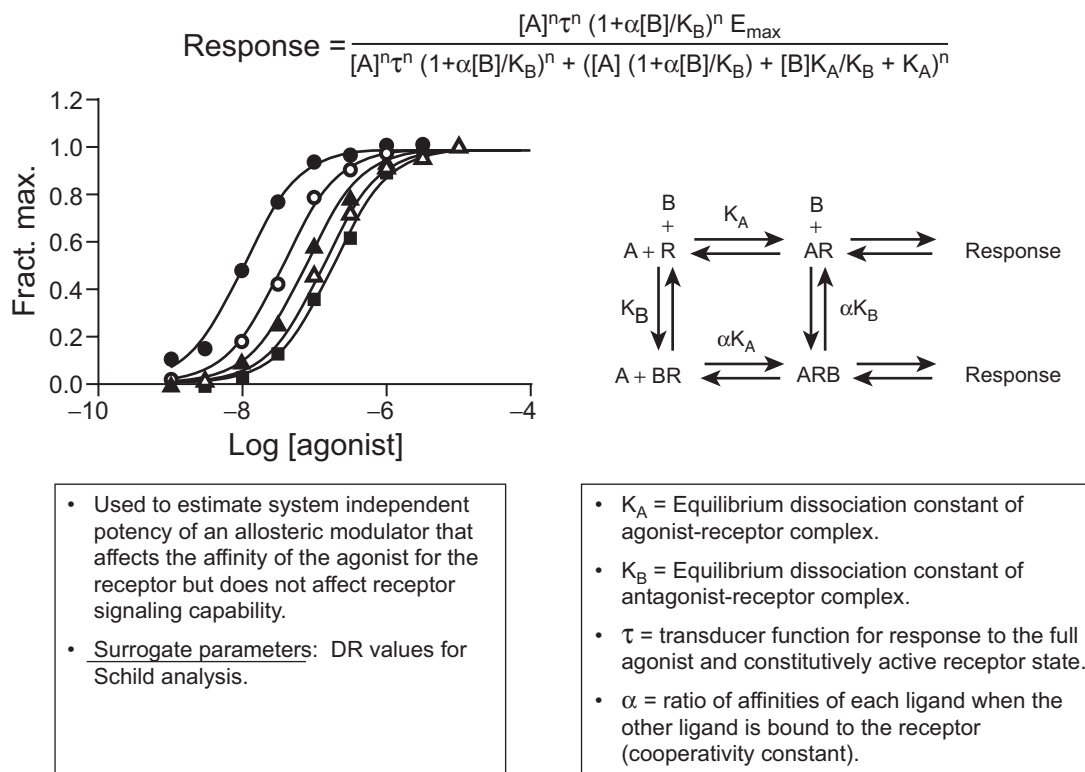 Response = [A]ⁿτⁿ (1+α[B]/K_B)ⁿ E_max
[A]ⁿτⁿ (1+α[B]/K_B)ⁿ + ([A] (1+α[B]/K_B) + [B]K_A/K_B + K_A)ⁿ
1.2
1.0
0.8
0.6
0.4
0.2
0.0
Fract. max.
–10
–8
–6
–4
Log [agonist]
B
+
A + R
K_A
B
+
AR
Response
K_B
αK_B
A + BR
αK_A
ARB
Response
• Used to estimate system independent
potency of an allosteric modulator that
affects the affinity of the agonist for the
receptor but does not affect receptor
signaling capability.
• Surrogate parameters: DR values for
Schild analysis.
• K_A = Equilibrium dissociation constant of
agonist-receptor complex.
• K_B = Equilibrium dissociation constant of
antagonist-receptor complex.
• τ = transducer function for response to the full
agonist and constitutively active receptor state.
• α = ratio of affinities of each ligand when the
other ligand is bound to the receptor
(cooperativity constant).